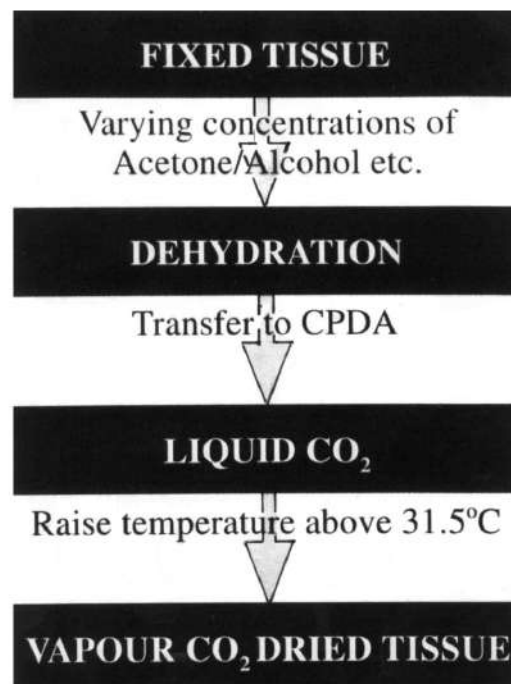 FIXED TISSUE
Varying concentrations of
Acetone/Alcohol etc.
DEHYDRATION
Transfer to CPDA
LIQUID CO₂
Raise temperature above 31.5°C
VAPOUR CO₂ DRIED TISSUE